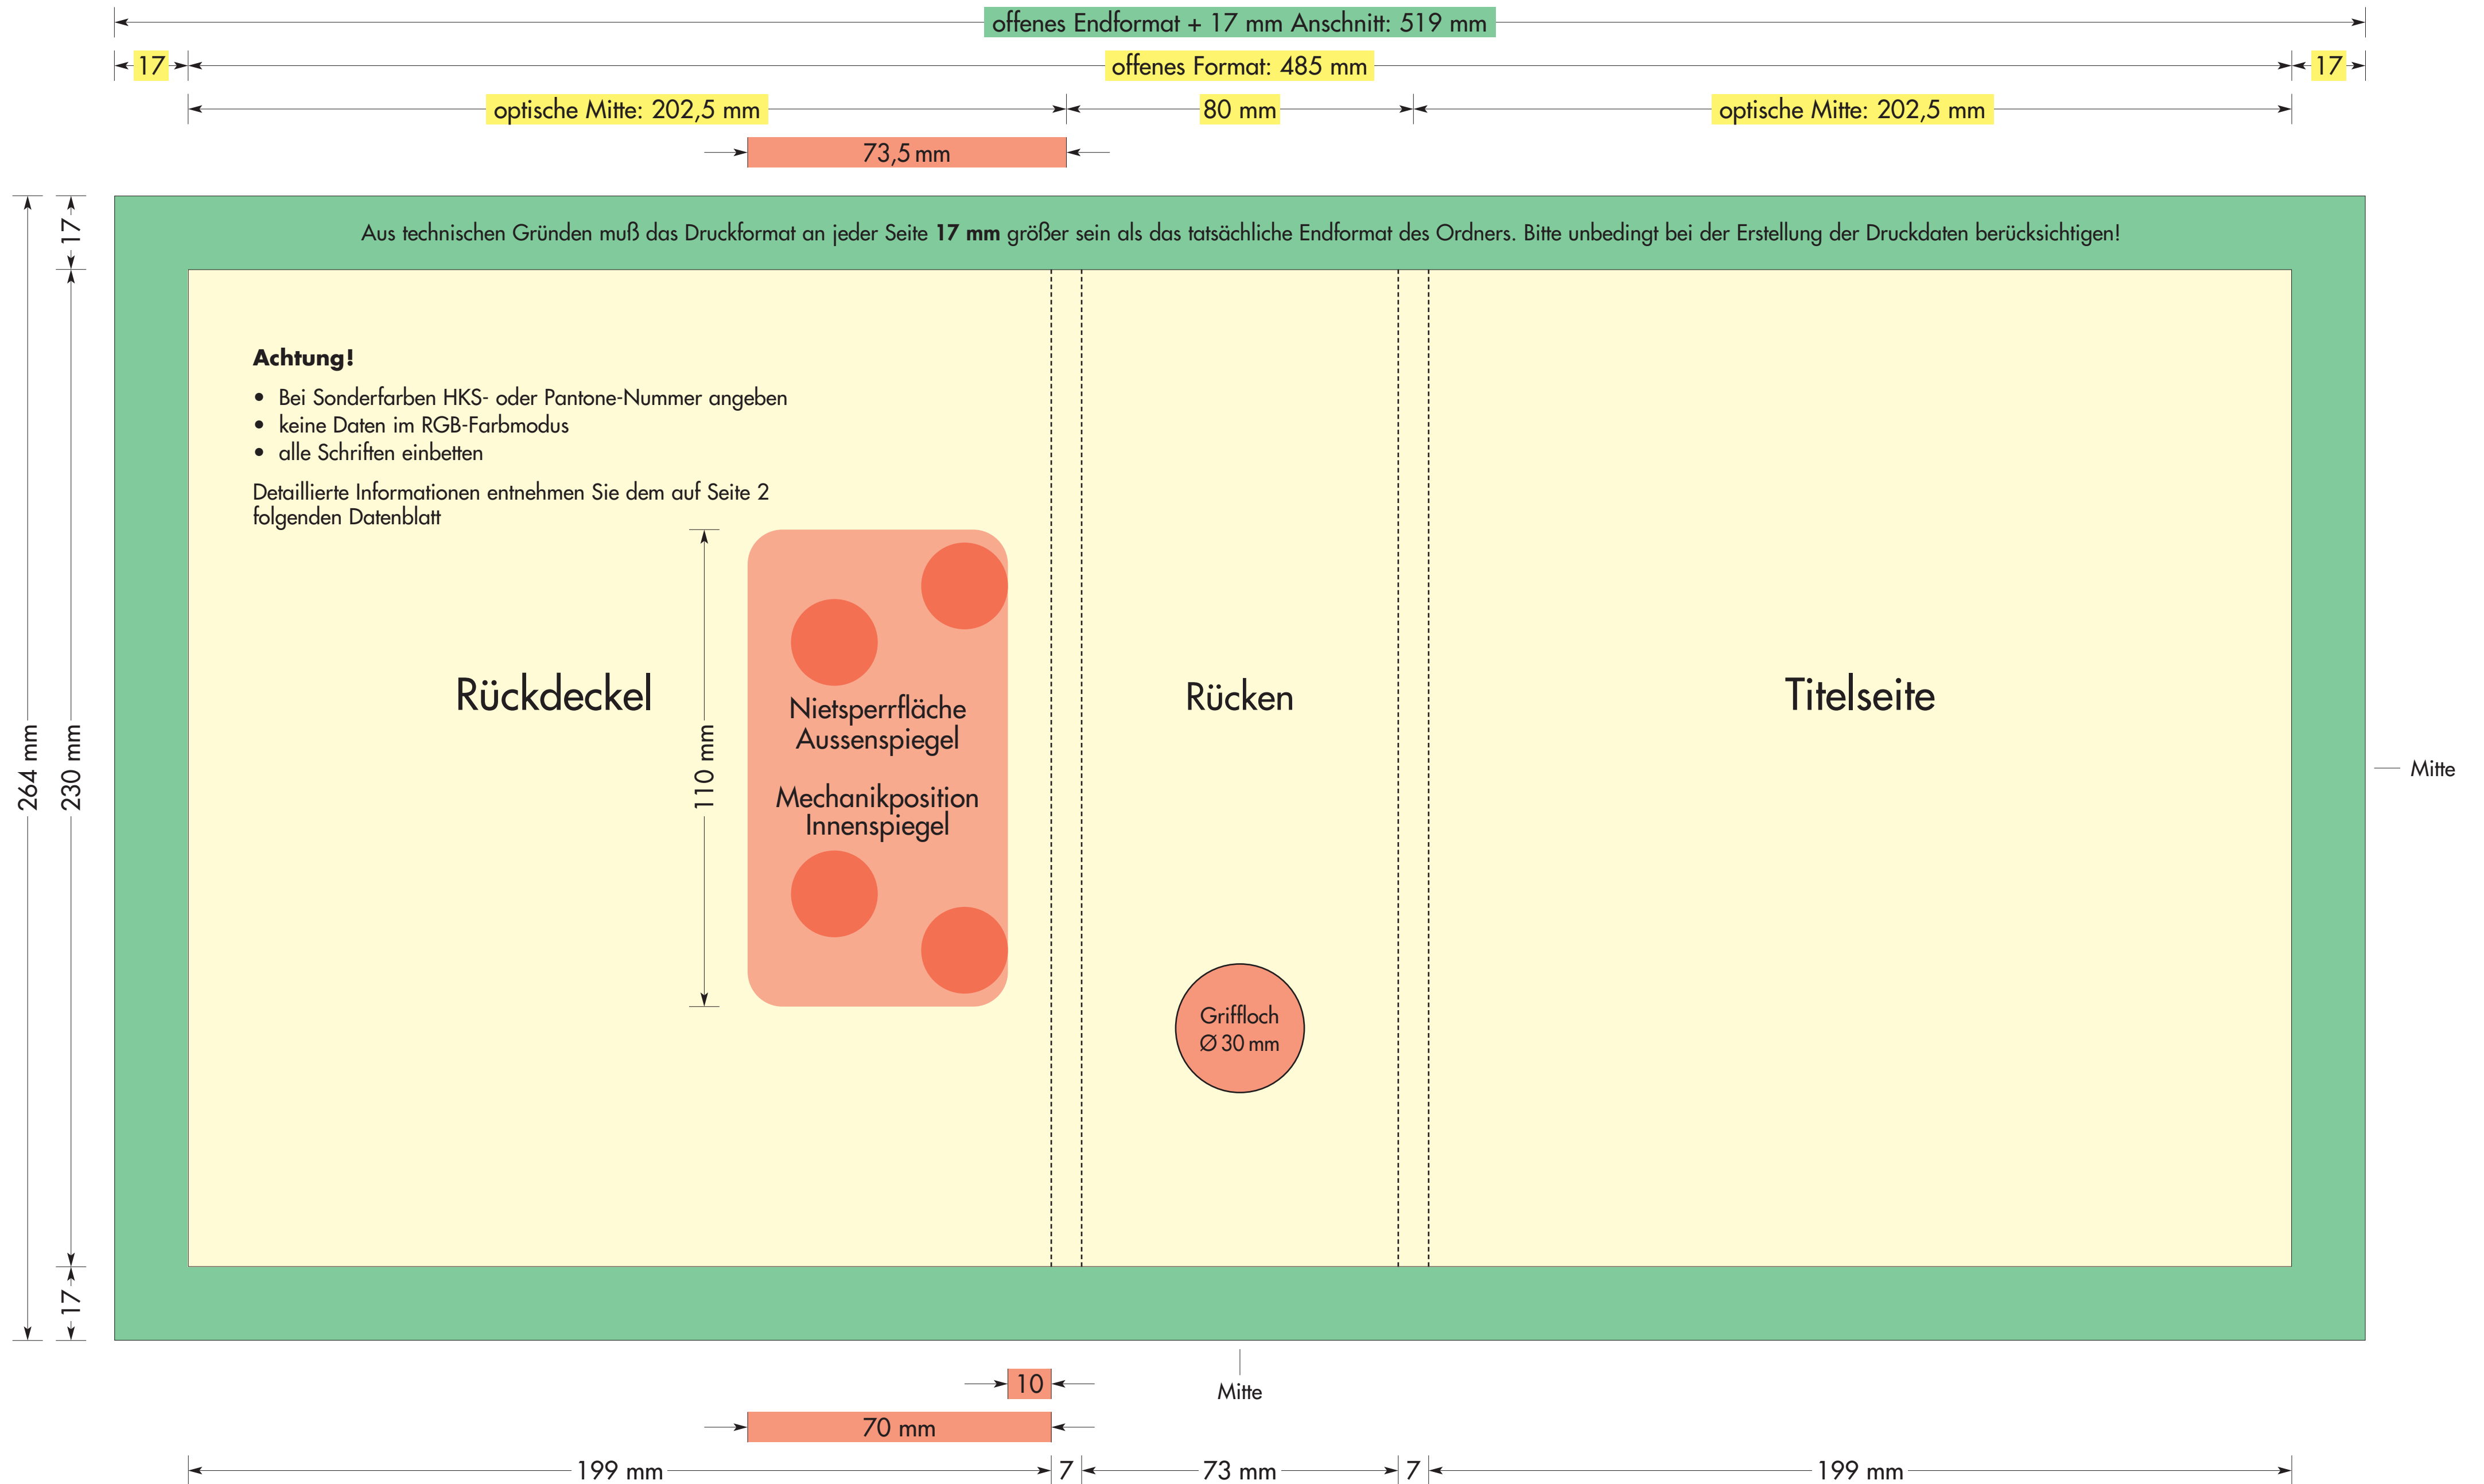 offenes Endformat + 17 mm Anschnitt: 519 mm
17
offenes Format: 485 mm
17
optische Mitte: 202,5 mm
80 mm
optische Mitte: 202,5 mm
73,5 mm
17
Aus technischen Gründen muß das Druckformat an jeder Seite 17 mm größer sein als das tatsächliche Endformat des Ordners. Bitte unbedingt bei der Erstellung der Druckdaten berücksichtigen!
Achtung!
• Bei Sonderfarben HKS- oder Pantone-Nummer angeben
• keine Daten im RGB-Farbmodus
• alle Schriften einbetten
Detaillierte Informationen entnehmen Sie dem auf Seite 2
folgenden Datenblatt
264 mm
230 mm
Rückdeckel
110 mm
Nietsperrfläche
Aussenspiegel
Mechanikposition
Innenspiegel
Rücken
Titelseite
Mitte
Griffloch
Ø 30 mm
17
10
Mitte
70 mm
199 mm
7
73 mm
7
199 mm